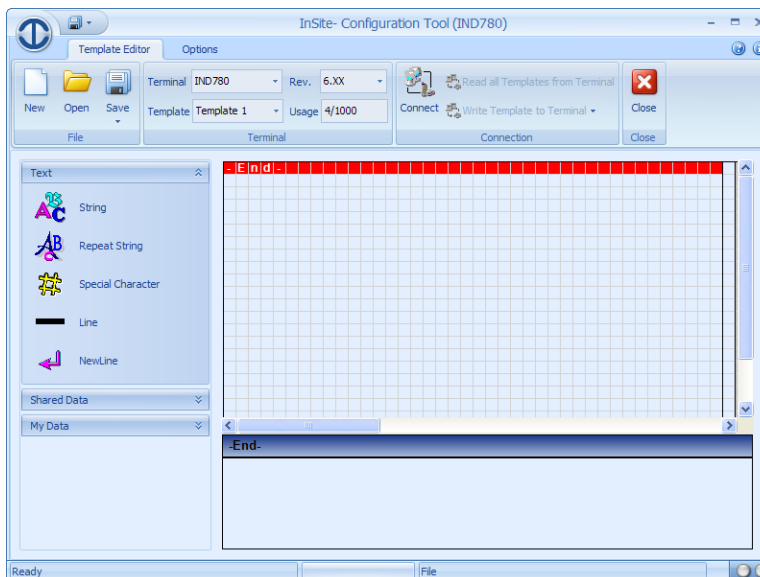 InSite- Configuration Tool (IND780)
Template Editor Options
New Open Save
File
Terminal IND780 Rev. 6.XX
Template Template 1 Usage 4/1000
Terminal
Connect Read all Templates from Terminal
Write Template to Terminal
Connection
Close
Close
Text
String
Repeat String
Special Character
Line
NewLine
Shared Data
My Data
-End-
-End-
Ready File